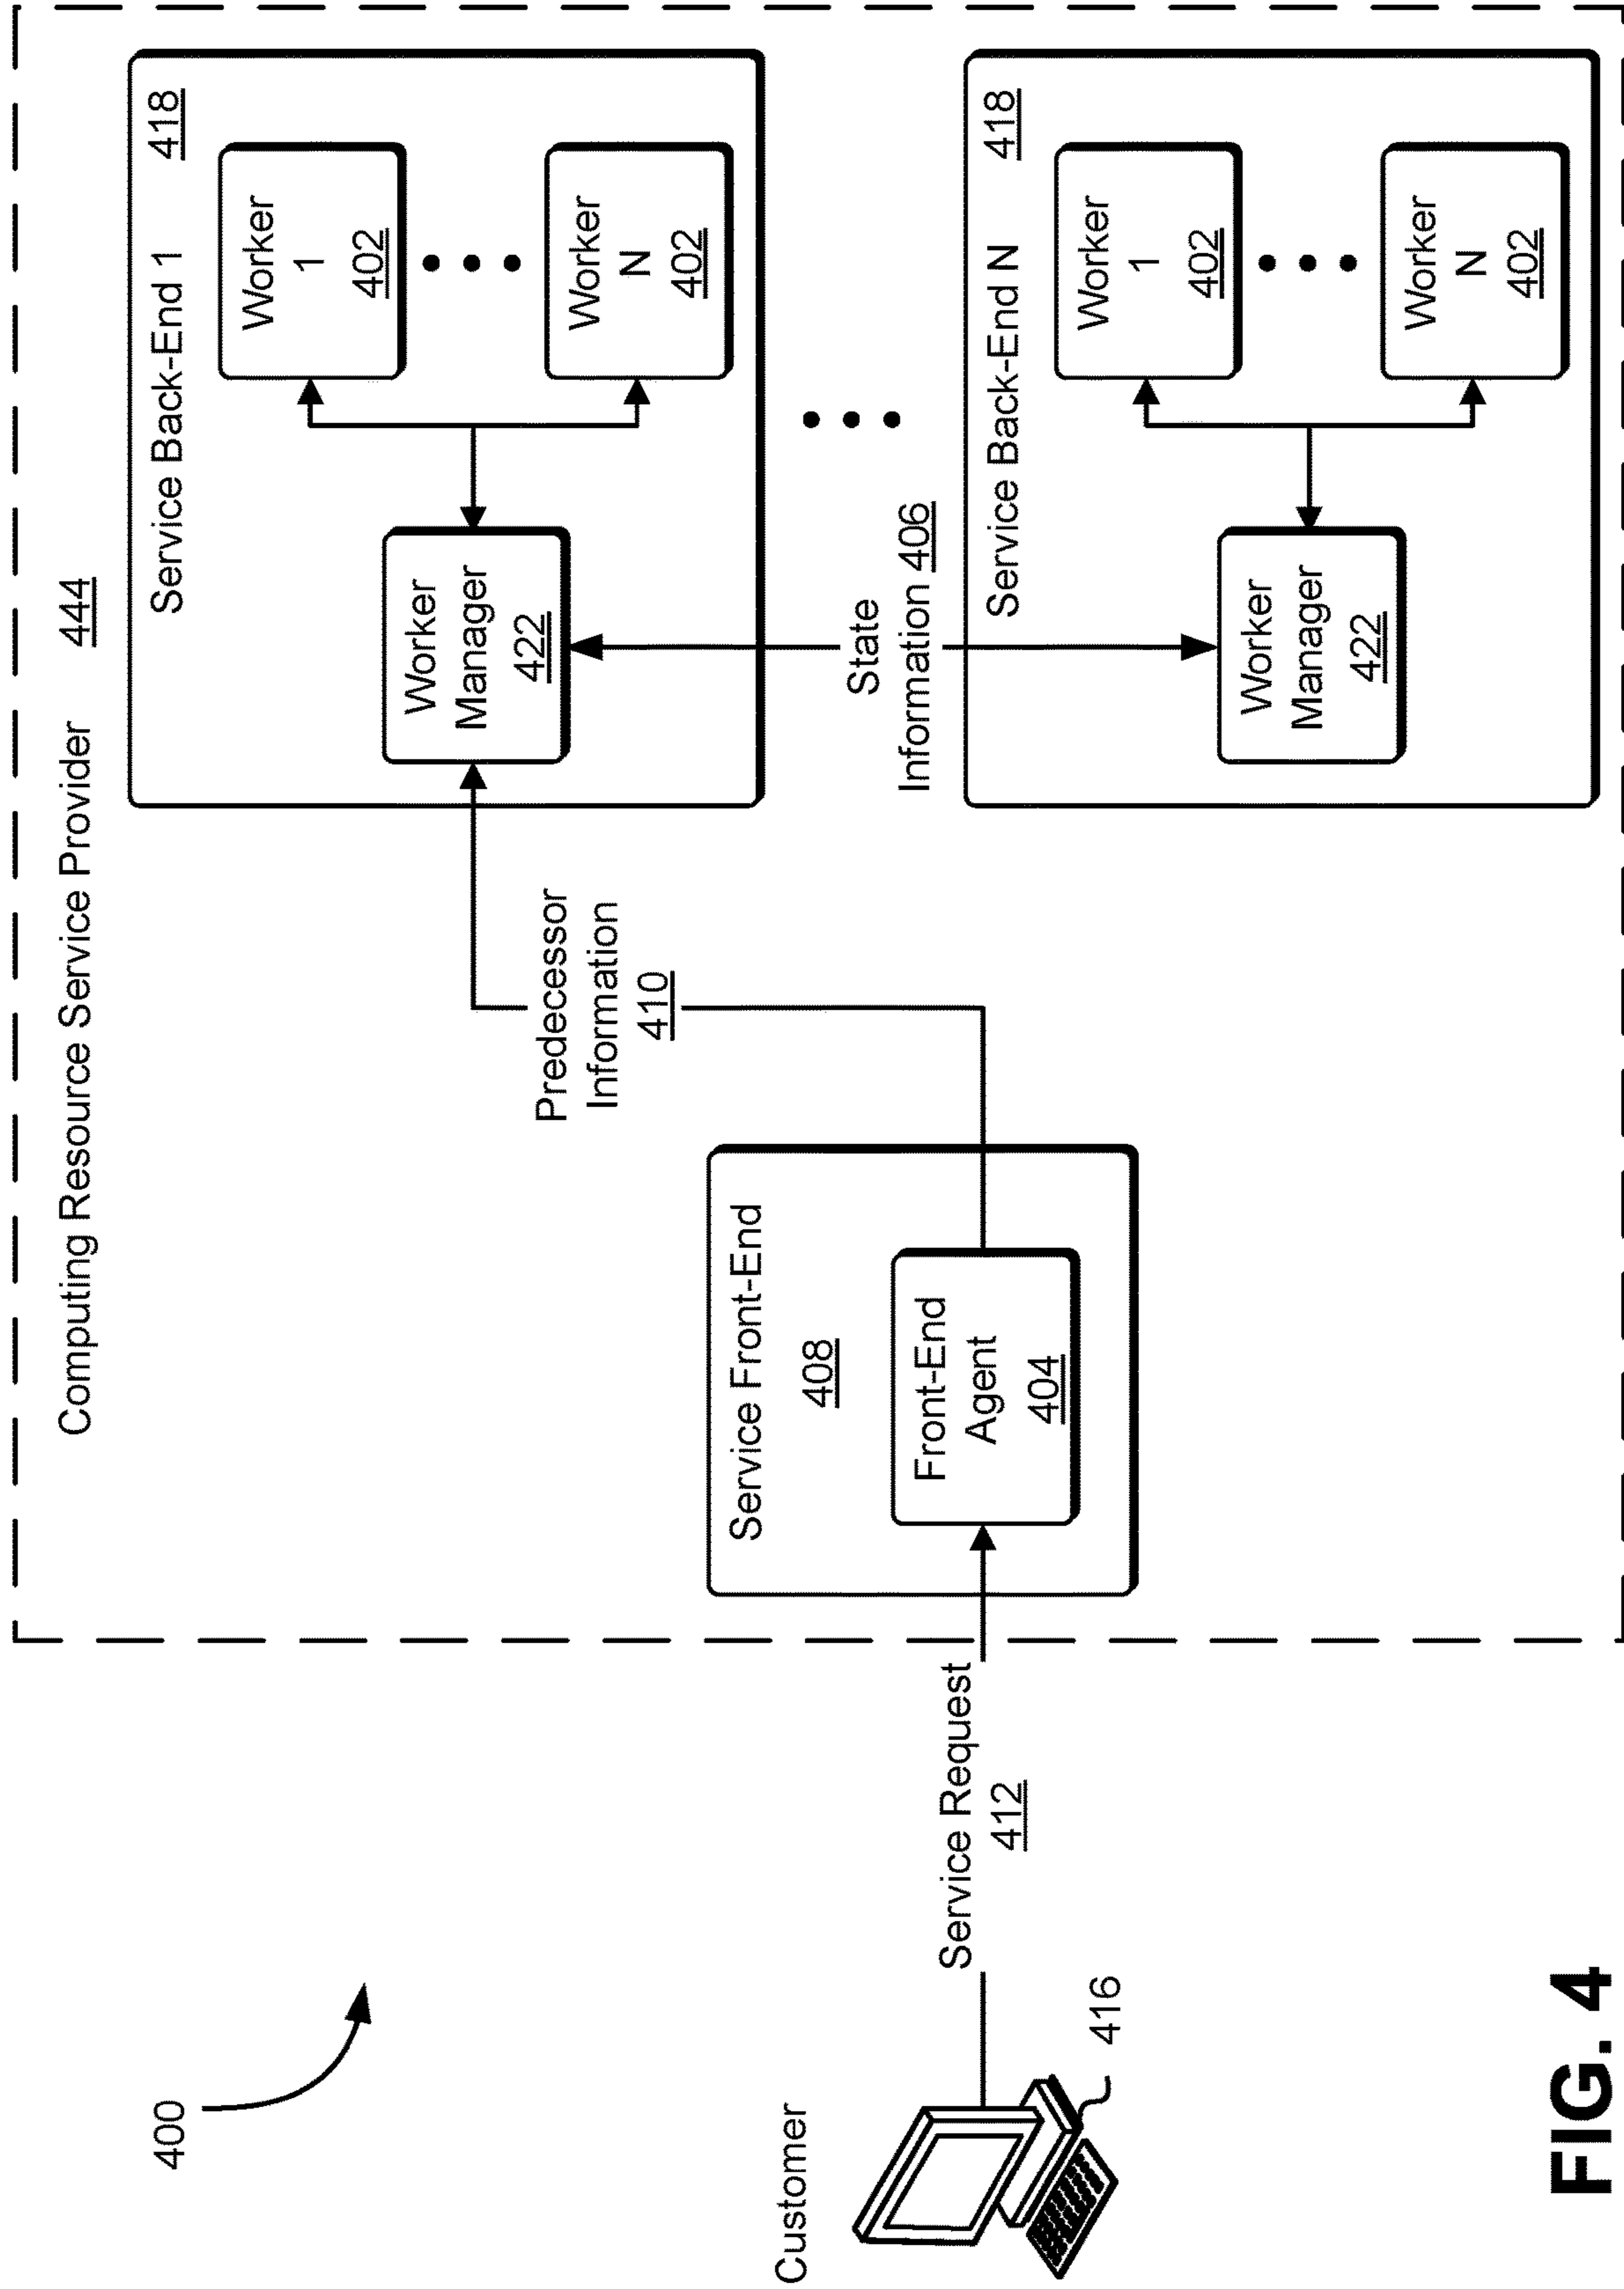 400
Computing Resource Service Provider 444
Customer
416
Service Request
412
Service Front-End
408
Front-End
Agent
404
Predecessor
Information
410
Service Back-End 1 418
Worker
Manager
422
Worker
1
402
Worker
N
402
State
Information 406
Service Back-End N 418
Worker
Manager
422
Worker
1
402
Worker
N
402
FIG. 4